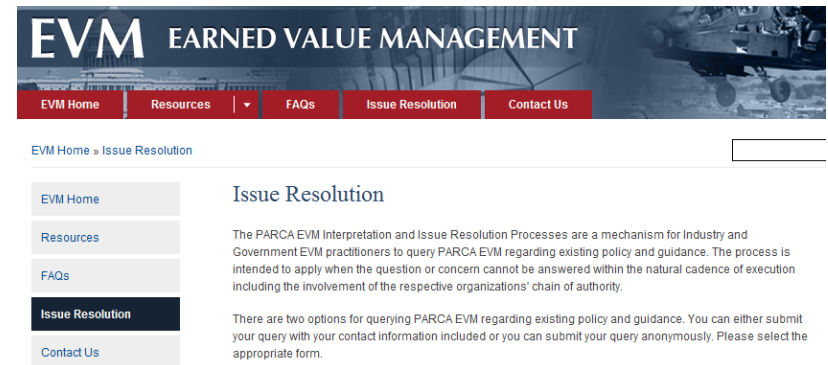 EVM EARNED VALUE MANAGEMENT
EVM Home Resources FAQs Issue Resolution Contact Us
EVM Home » Issue Resolution
EVM Home
Resources
FAQs
Issue Resolution
Contact Us
Issue Resolution
The PARCA EVM Interpretation and Issue Resolution Processes are a mechanism for Industry and
Government EVM practitioners to query PARCA EVM regarding existing policy and guidance. The process is
intended to apply when the question or concern cannot be answered within the natural cadence of execution
including the involvement of the respective organizations' chain of authority.
There are two options for querying PARCA EVM regarding existing policy and guidance. You can either submit
your query with your contact information included or you can submit your query anonymously. Please select the
appropriate form.